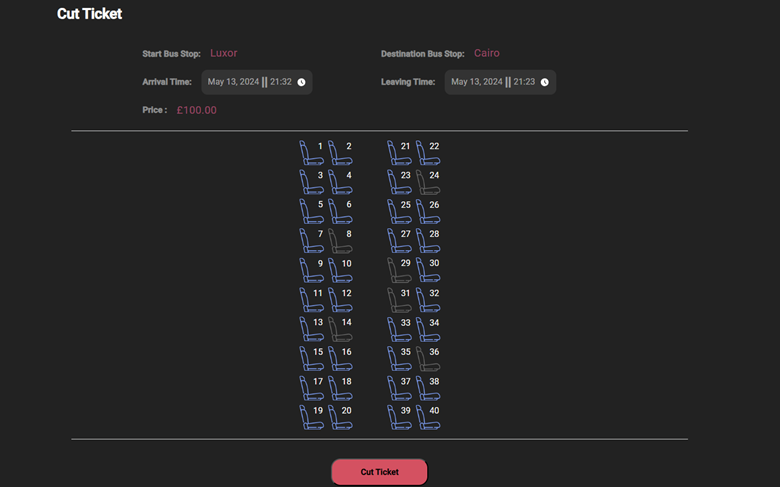 Cut Ticket
Start Bus Stop: Luxor Destination Bus Stop: Cairo
Arrival Time: May 13, 2024 || 21:32 Leaving Time: May 13, 2024 || 21:23
Price : £100.00
1 2 21 22
3 4 23 24
5 6 25 26
7 8 27 28
9 10 29 30
11 12 31 32
13 14 33 34
15 16 35 36
17 18 37 38
19 20 39 40
Cut Ticket